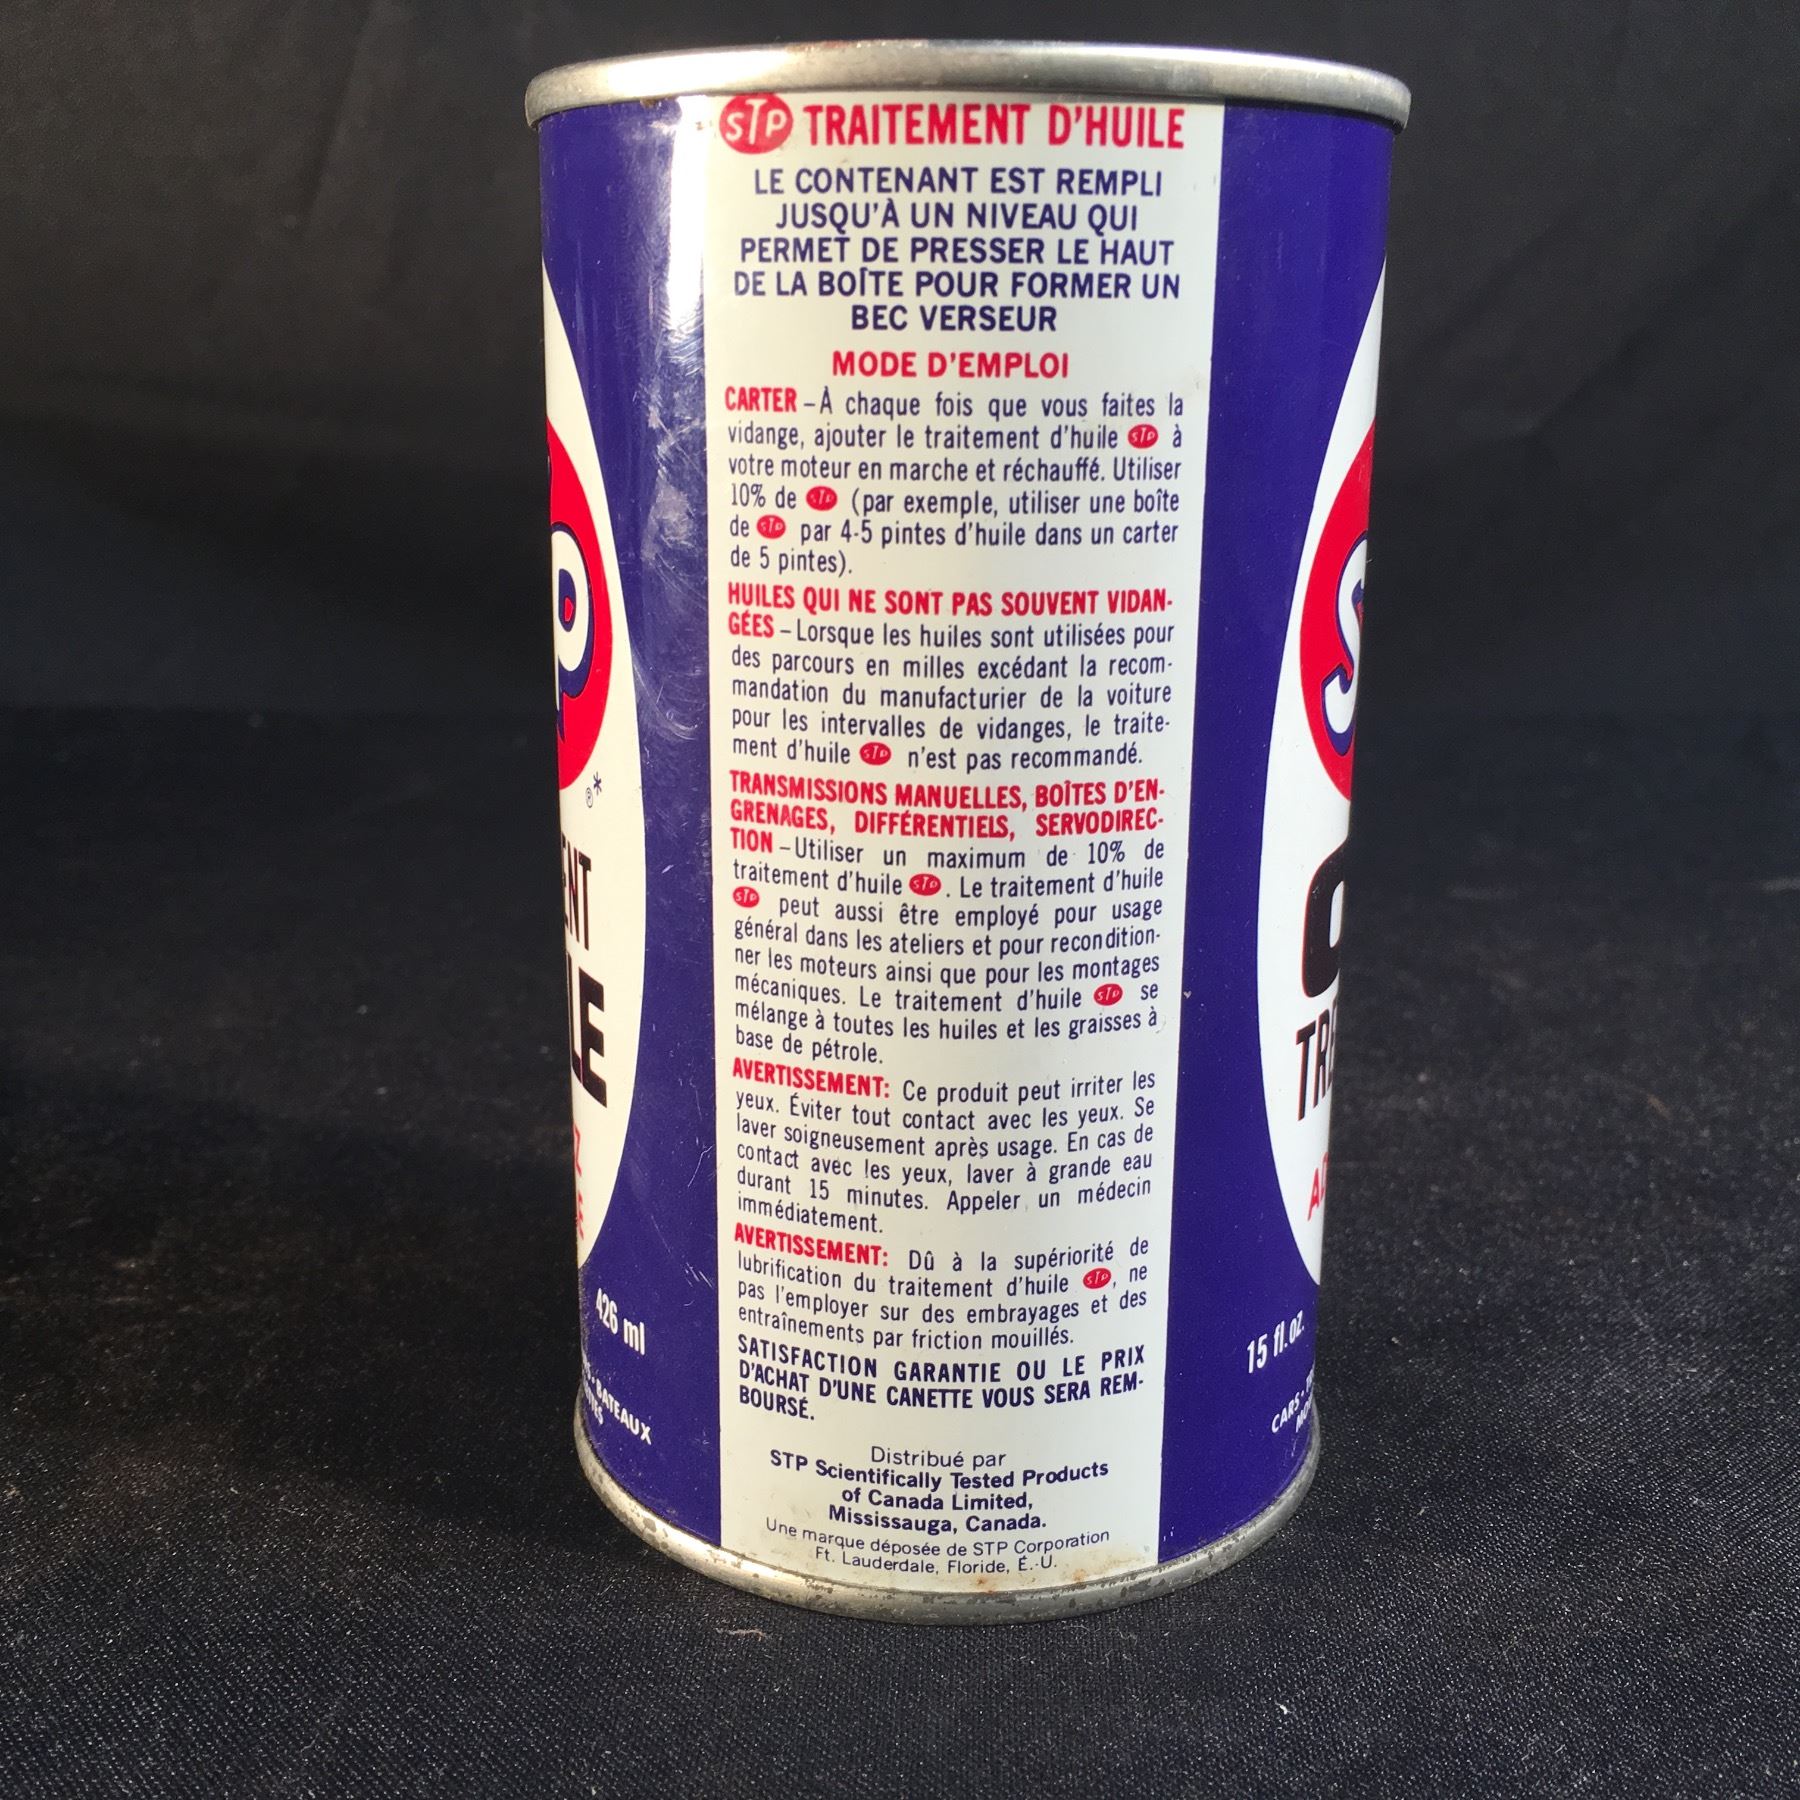 STP TRAITEMENT D'HUILE
LE CONTENANT EST REMPLI
JUSQU'À UN NIVEAU QUI
PERMET DE PRESSER LE HAUT
DE LA BOÎTE POUR FORMER UN
BEC VERSEUR
MODE D'EMPLOI
CARTER – À chaque fois que vous faites la
vidange, ajouter le traitement d'huile STP à
votre moteur en marche et réchauffé. Utiliser
10% de STP (par exemple, utiliser une boîte
de STP par 4-5 pintes d'huile dans un carter
de 5 pintes).
HUILES QUI NE SONT PAS SOUVENT VIDAN-
GÉES – Lorsque les huiles sont utilisées pour
des parcours en milles excédant la recom-
mandation du manufacturier de la voiture
pour les intervalles de vidanges, le traite-
ment d'huile STP n'est pas recommandé.
TRANSMISSIONS MANUELLES, BOÎTES D'EN-
GRENAGES, DIFFÉRENTIELS, SERVODIREC-
TION – Utiliser un maximum de 10% de
traitement d'huile STP. Le traitement d'huile
STP peut aussi être employé pour usage
général dans les ateliers et pour recondition-
ner les moteurs ainsi que pour les montages
mécaniques. Le traitement d'huile STP se
mélange à toutes les huiles et les graisses à
base de pétrole.
AVERTISSEMENT: Ce produit peut irriter les
yeux. Éviter tout contact avec les yeux. Se
laver soigneusement après usage. En cas de
contact avec les yeux, laver à grande eau
durant 15 minutes. Appeler un médecin
immédiatement.
AVERTISSEMENT: Dû à la supériorité de
lubrification du traitement d'huile STP, ne
pas l'employer sur des embrayages et des
entraînements par friction mouillés.
SATISFACTION GARANTIE OU LE PRIX
D'ACHAT D'UNE CANETTE VOUS SERA REM-
BOURSÉ.
Distribué par
STP Scientifically Tested Products
of Canada Limited,
Mississauga, Canada.
Une marque déposée de STP Corporation
Ft. Lauderdale, Floride, É.-U.
P
®*
ENT
LE
426 ml
BATEAUX
S
TRE
15 fl. oz.
CARS